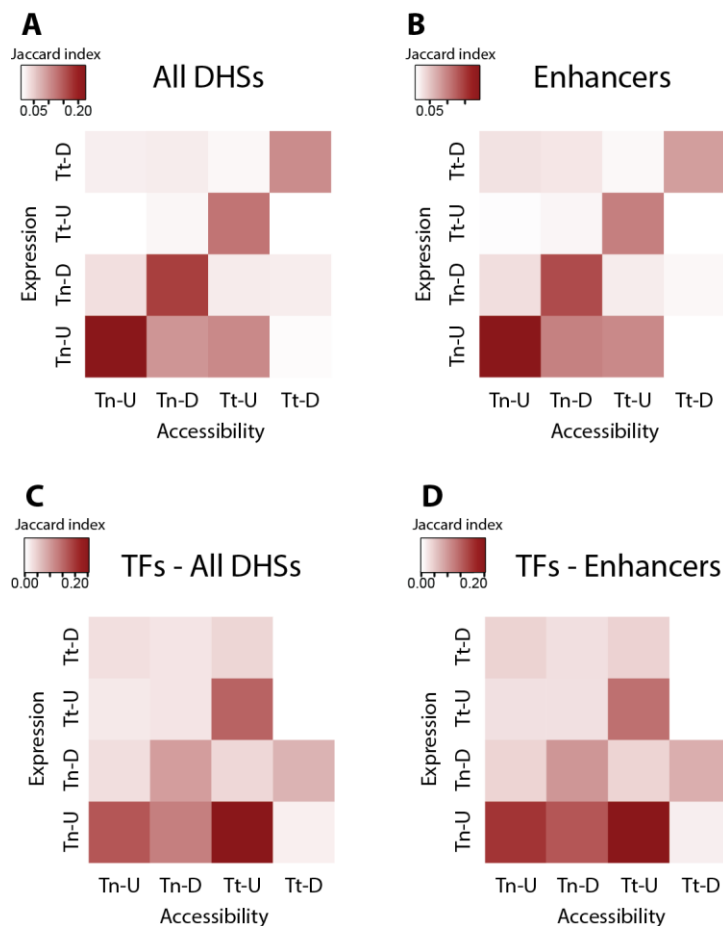 A
Jaccard index
0.05 0.20
All DHSs
Expression
Tt-D
Tt-U
Tn-D
Tn-U
Tn-U Tn-D Tt-U Tt-D
Accessibility
B
Jaccard index
0.05
Enhancers
Expression
Tt-D
Tt-U
Tn-D
Tn-U
Tn-U Tn-D Tt-U Tt-D
Accessibility
C
Jaccard index
0.00 0.20
TFs - All DHSs
Expression
Tt-D
Tt-U
Tn-D
Tn-U
Tn-U Tn-D Tt-U Tt-D
Accessibility
D
Jaccard index
0.00 0.20
TFs - Enhancers
Expression
Tt-D
Tt-U
Tn-D
Tn-U
Tn-U Tn-D Tt-U Tt-D
Accessibility